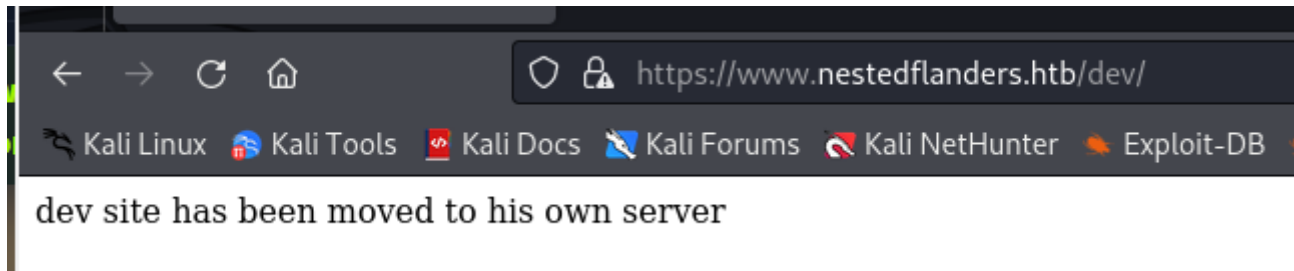 https://www.nestedflanders.htb/dev/
Kali Linux Kali Tools Kali Docs Kali Forums Kali NetHunter Exploit-DB
dev site has been moved to his own server